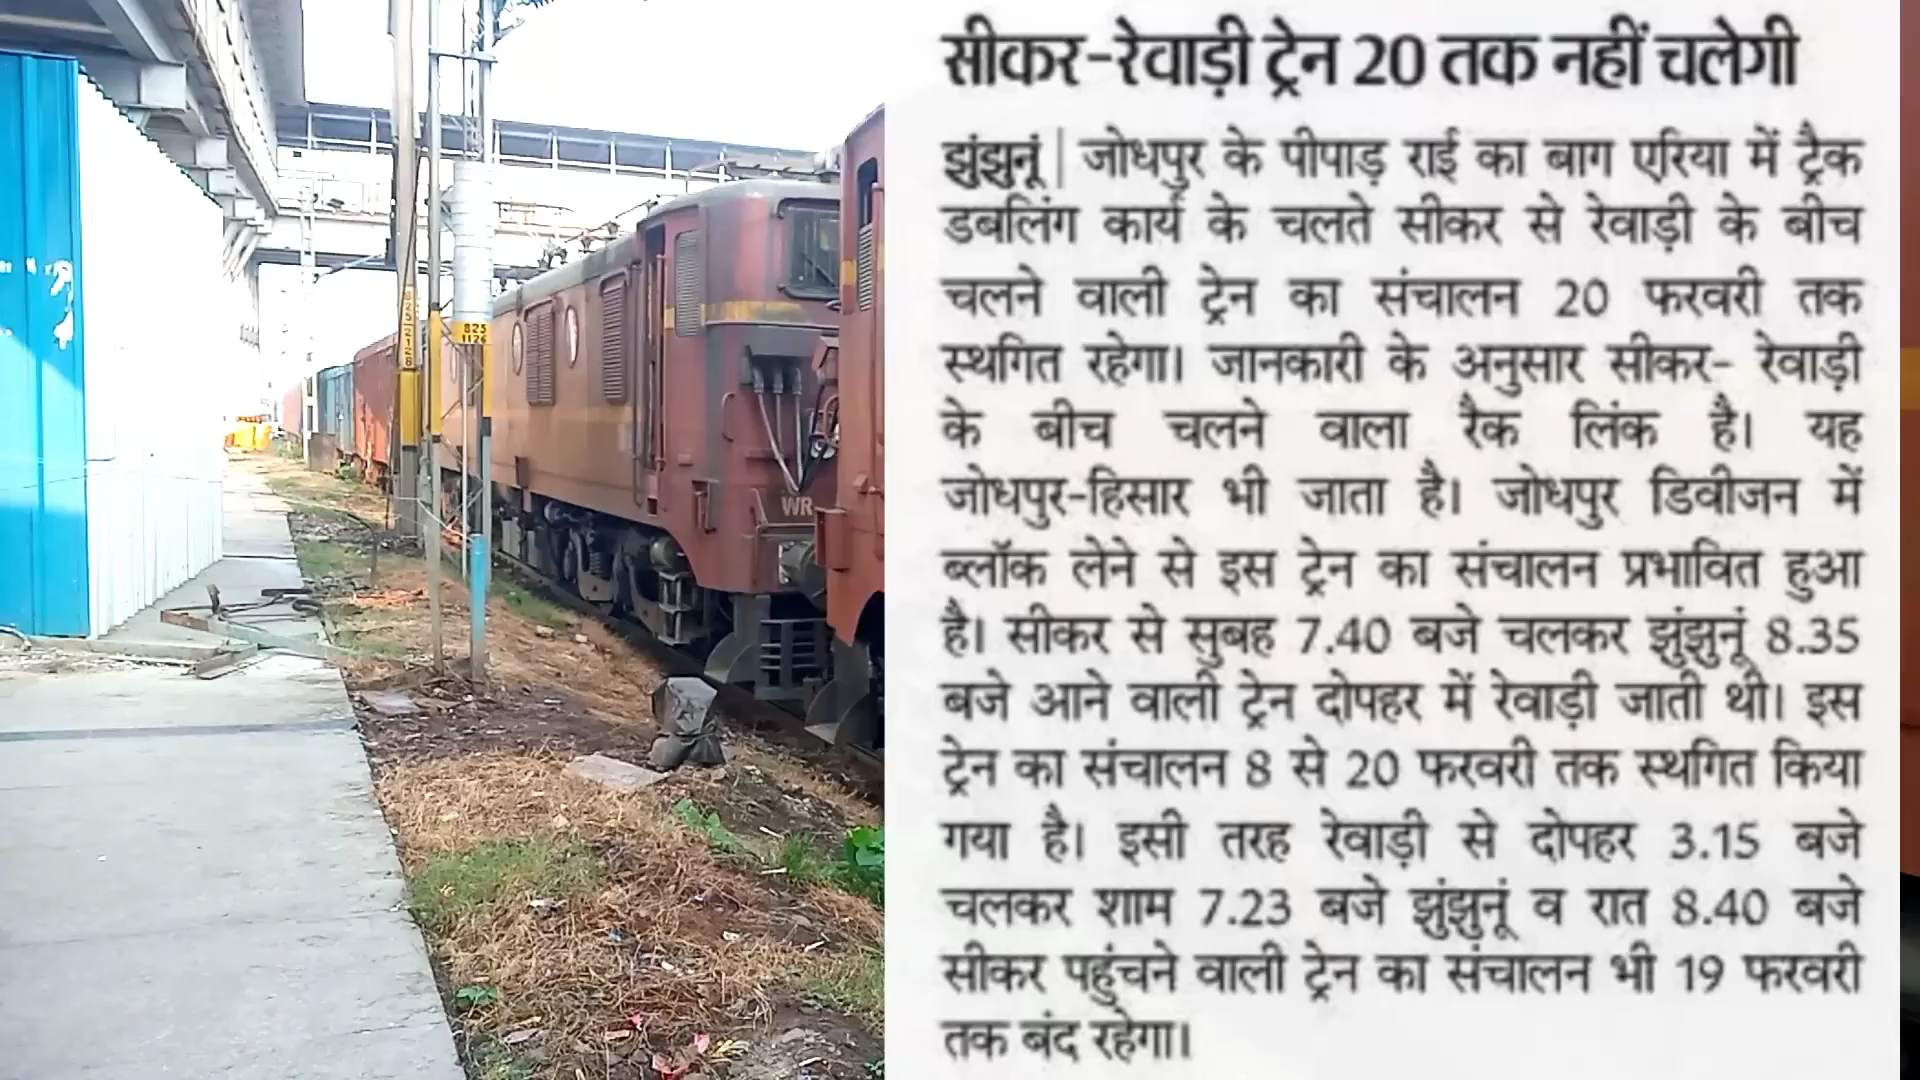 825
2128
825
1126
WR
सीकर-रेवाड़ी ट्रेन 20 तक नहीं चलेगी
झुंझुनूं | जोधपुर के पीपाड़ राई का बाग एरिया में ट्रैक
डबलिंग कार्य के चलते सीकर से रेवाड़ी के बीच
चलने वाली ट्रेन का संचालन 20 फरवरी तक
स्थगित रहेगा। जानकारी के अनुसार सीकर- रेवाड़ी
के बीच चलने वाला रैक लिंक है। यह
जोधपुर-हिसार भी जाता है। जोधपुर डिवीजन में
ब्लॉक लेने से इस ट्रेन का संचालन प्रभावित हुआ
है। सीकर से सुबह 7.40 बजे चलकर झुंझुनूं 8.35
बजे आने वाली ट्रेन दोपहर में रेवाड़ी जाती थी। इस
ट्रेन का संचालन 8 से 20 फरवरी तक स्थगित किया
गया है। इसी तरह रेवाड़ी से दोपहर 3.15 बजे
चलकर शाम 7.23 बजे झुंझुनूं व रात 8.40 बजे
सीकर पहुंचने वाली ट्रेन का संचालन भी 19 फरवरी
तक बंद रहेगा।